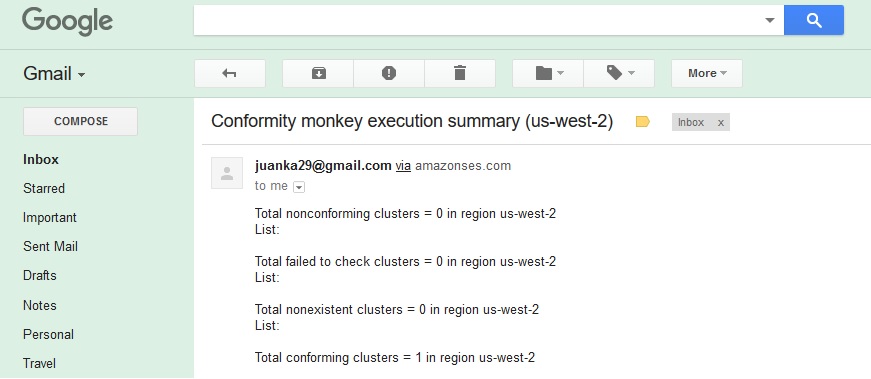 Google
Gmail
More
COMPOSE
Conformity monkey execution summary (us-west-2)
Inbox x
Inbox
Starred
Important
Sent Mail
Drafts
Notes
Personal
Travel
juanka29@gmail.com via amazonses.com
to me
Total nonconforming clusters = 0 in region us-west-2
List:
Total failed to check clusters = 0 in region us-west-2
List:
Total nonexistent clusters = 0 in region us-west-2
List:
Total conforming clusters = 1 in region us-west-2